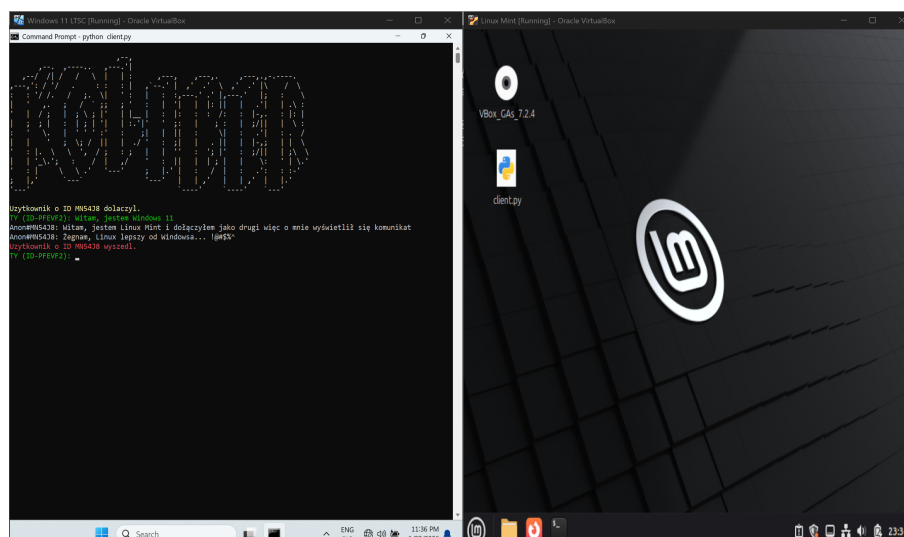 Windows 11 LTSC [Running] - Oracle VirtualBox
Command Prompt - python client.py
Uzytkownik o ID MN54J8 dolaczyl.
TY (ID-PFEVF2): Witam, jestem Windows 11
Anon#MN54J8: Witam, jestem Linux Mint i dołączyłem jako drugi więc o mnie wyświetlił się komunikat
Anon#MN54J8: Żegnam, Linux lepszy od Windowsa... !@#$%^
Uzytkownik o ID MN54J8 wyszedl.
TY (ID-PFEVF2):
Search
ENG
11:36 PM
Linux Mint [Running] - Oracle VirtualBox
VBox_GAs_7.2.4
client.py